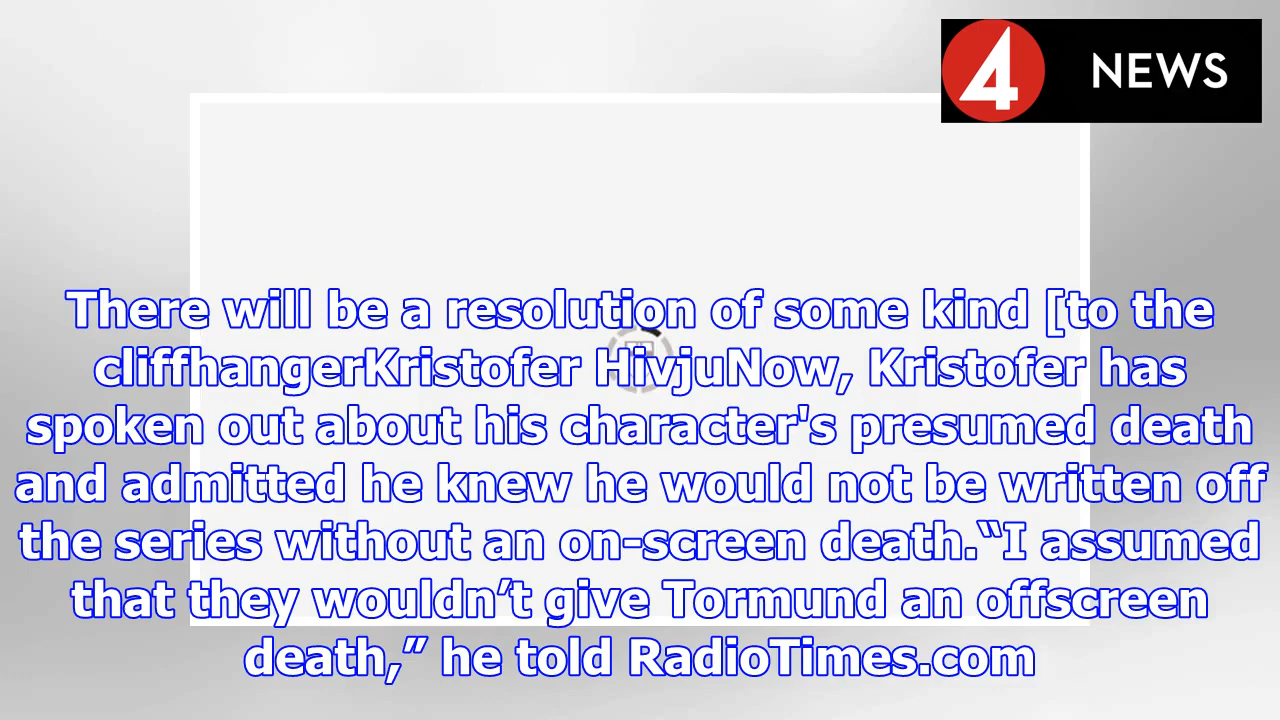 4 NEWS
There will be a resolution of some kind [to the
cliffhangerKristofer HivjuNow, Kristofer has
spoken out about his character's presumed death
and admitted he knew he would not be written off
the series without an on-screen death.“I assumed
that they wouldn’t give Tormund an offscreen
death,” he told RadioTimes.com